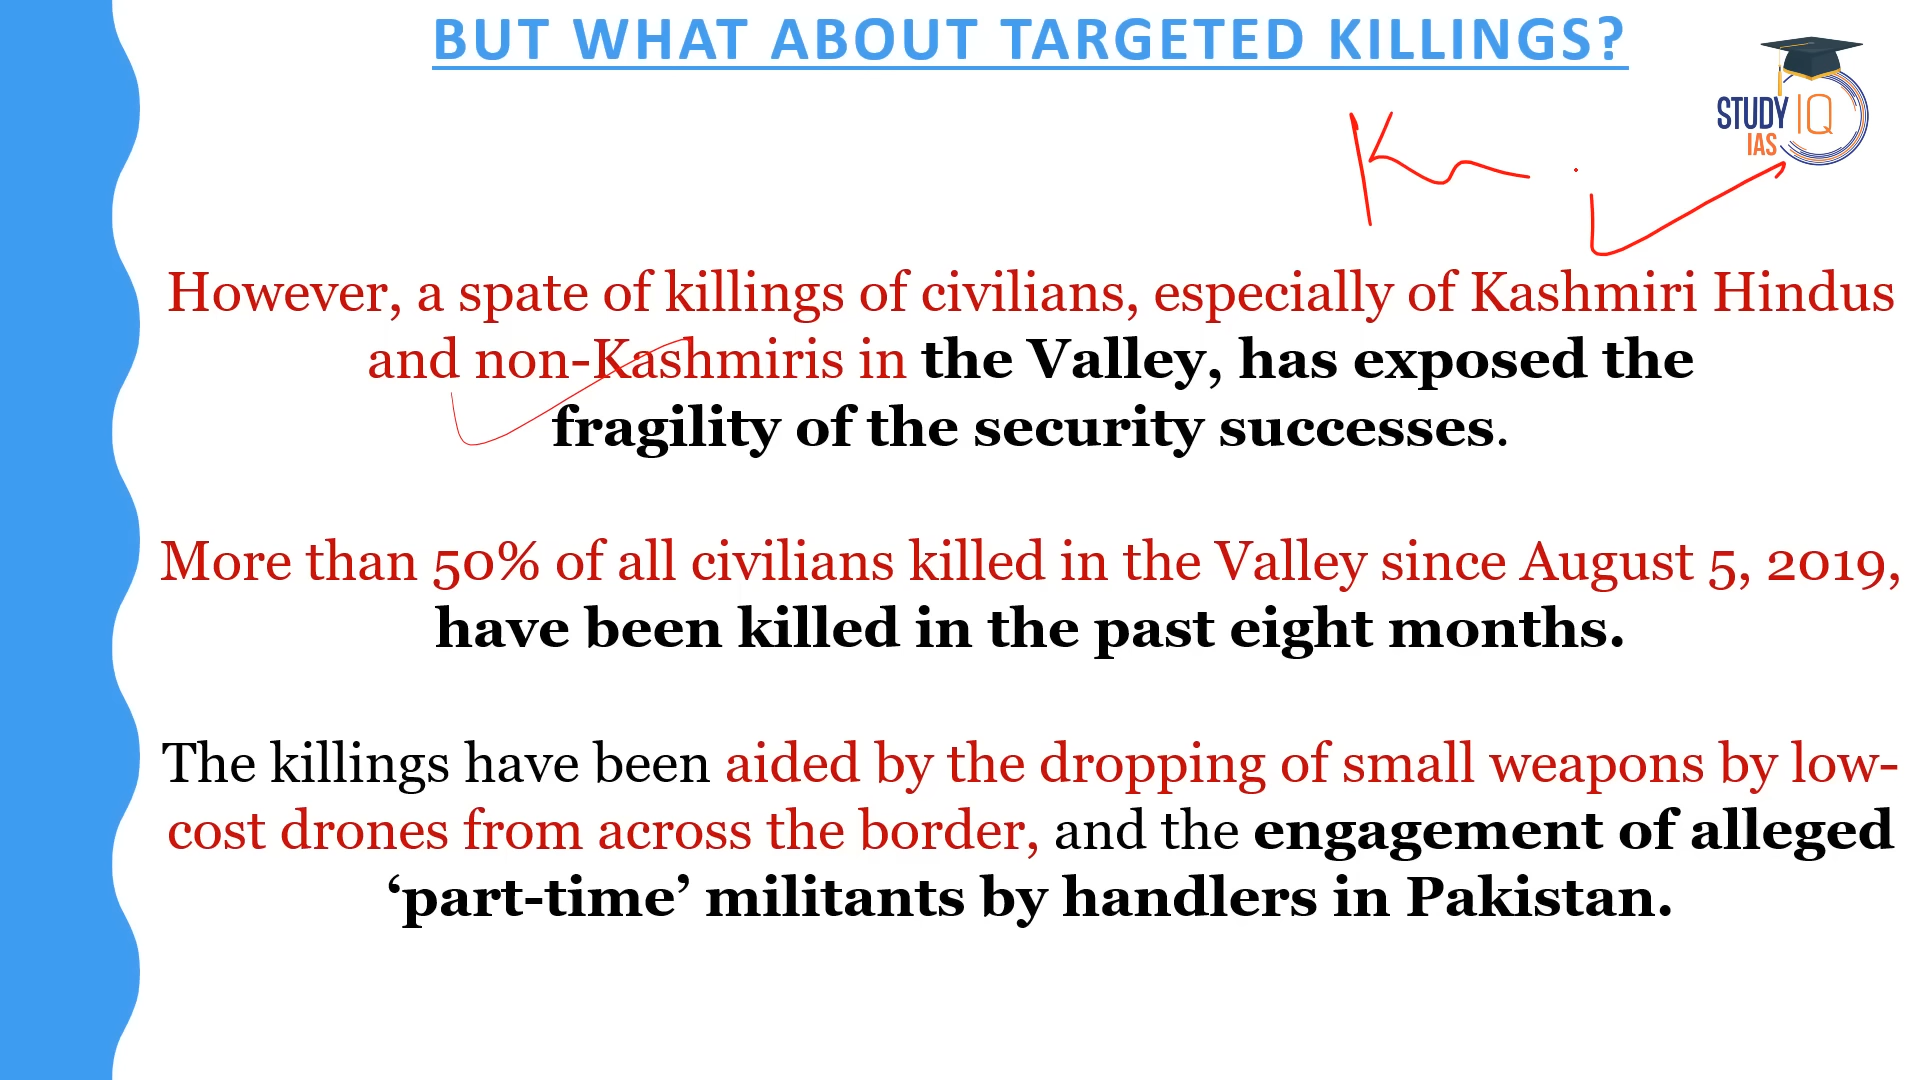 BUT WHAT ABOUT TARGETED KILLINGS?
STUDY IQ
IAS
However, a spate of killings of civilians, especially of Kashmiri Hindus
and non-Kashmiris in the Valley, has exposed the
fragility of the security successes.
More than 50% of all civilians killed in the Valley since August 5, 2019,
have been killed in the past eight months.
The killings have been aided by the dropping of small weapons by low-
cost drones from across the border, and the engagement of alleged
‘part-time’ militants by handlers in Pakistan.